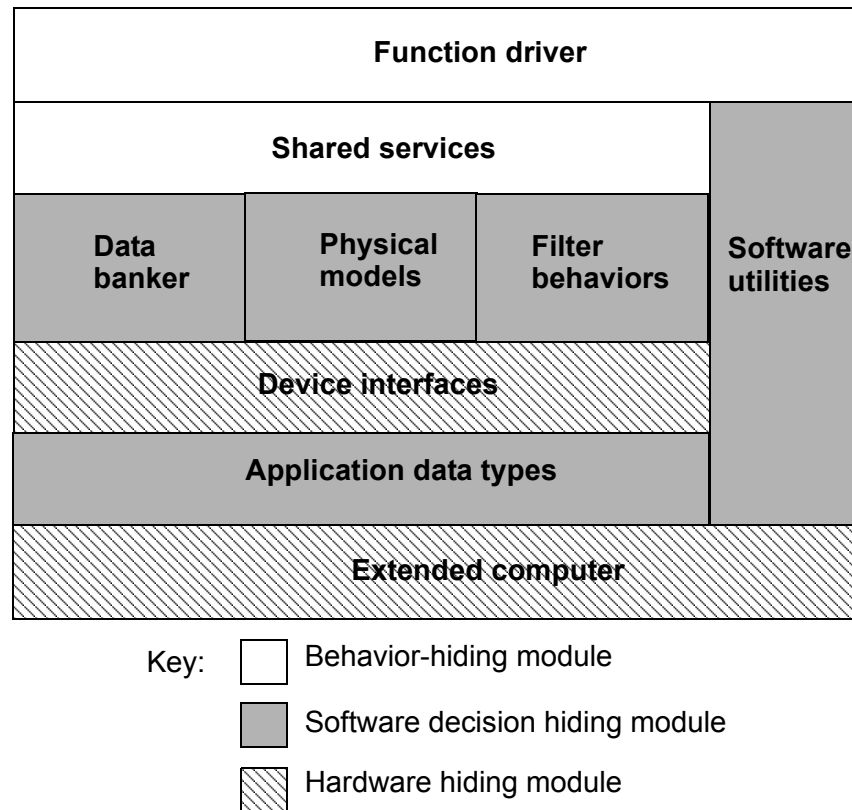 Function driver
Shared services
Data
banker
Physical
models
Filter
behaviors
Software
utilities
Device interfaces
Application data types
Extended computer
Key:
Behavior-hiding module
Software decision hiding module
Hardware hiding module